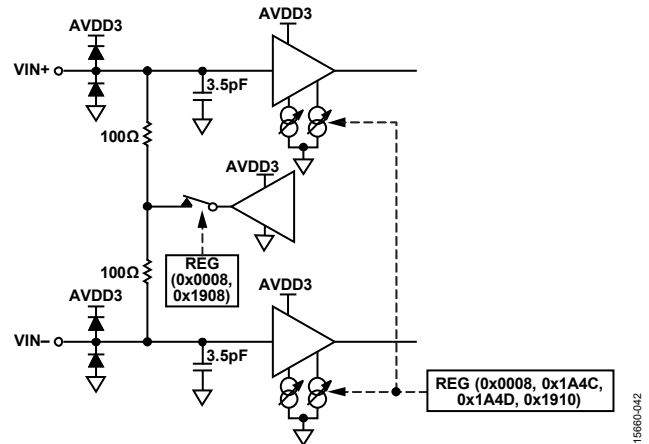 AVDD3
AVDD3
VIN+
3.5pF
100Ω
AVDD3
REG
(0x0008,
0x1908)
100Ω
AVDD3
AVDD3
VIN–
3.5pF
REG (0x0008, 0x1A4C,
0x1A4D, 0x1910)
15660-042